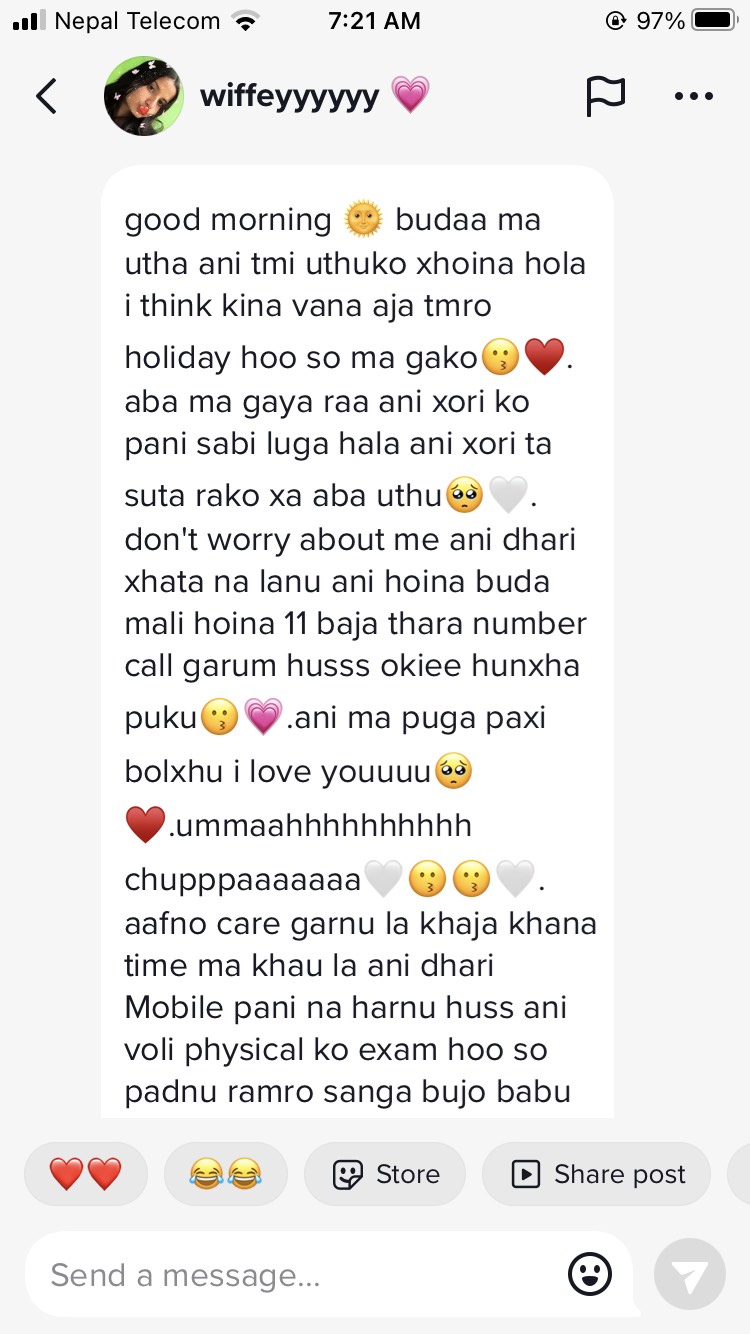 Nepal Telecom 7:21 AM 97%
wiffeyyyyyy 💗
good morning 🌞 budaa ma
utha ani tmi uthuko xhoina hola
i think kina vana aja tmro
holiday hoo so ma gako😗♥️.
aba ma gaya raa ani xori ko
pani sabi luga hala ani xori ta
suta rako xa aba uthu🥺🤍.
don't worry about me ani dhari
xhata na lanu ani hoina buda
mali hoina 11 baja thara number
call garum husss okiee hunxha
puku😗💗.ani ma puga paxi
bolxhu i love youuuu🥺
♥️.ummaahhhhhhhhhhh
chupppaaaaaaa🤍😗😗🤍.
aafno care garnu la khaja khana
time ma khau la ani dhari
Mobile pani na harnu huss ani
voli physical ko exam hoo so
padnu ramro sanga bujo babu
❤️❤️ 😂😂 Store Share post
Send a message...